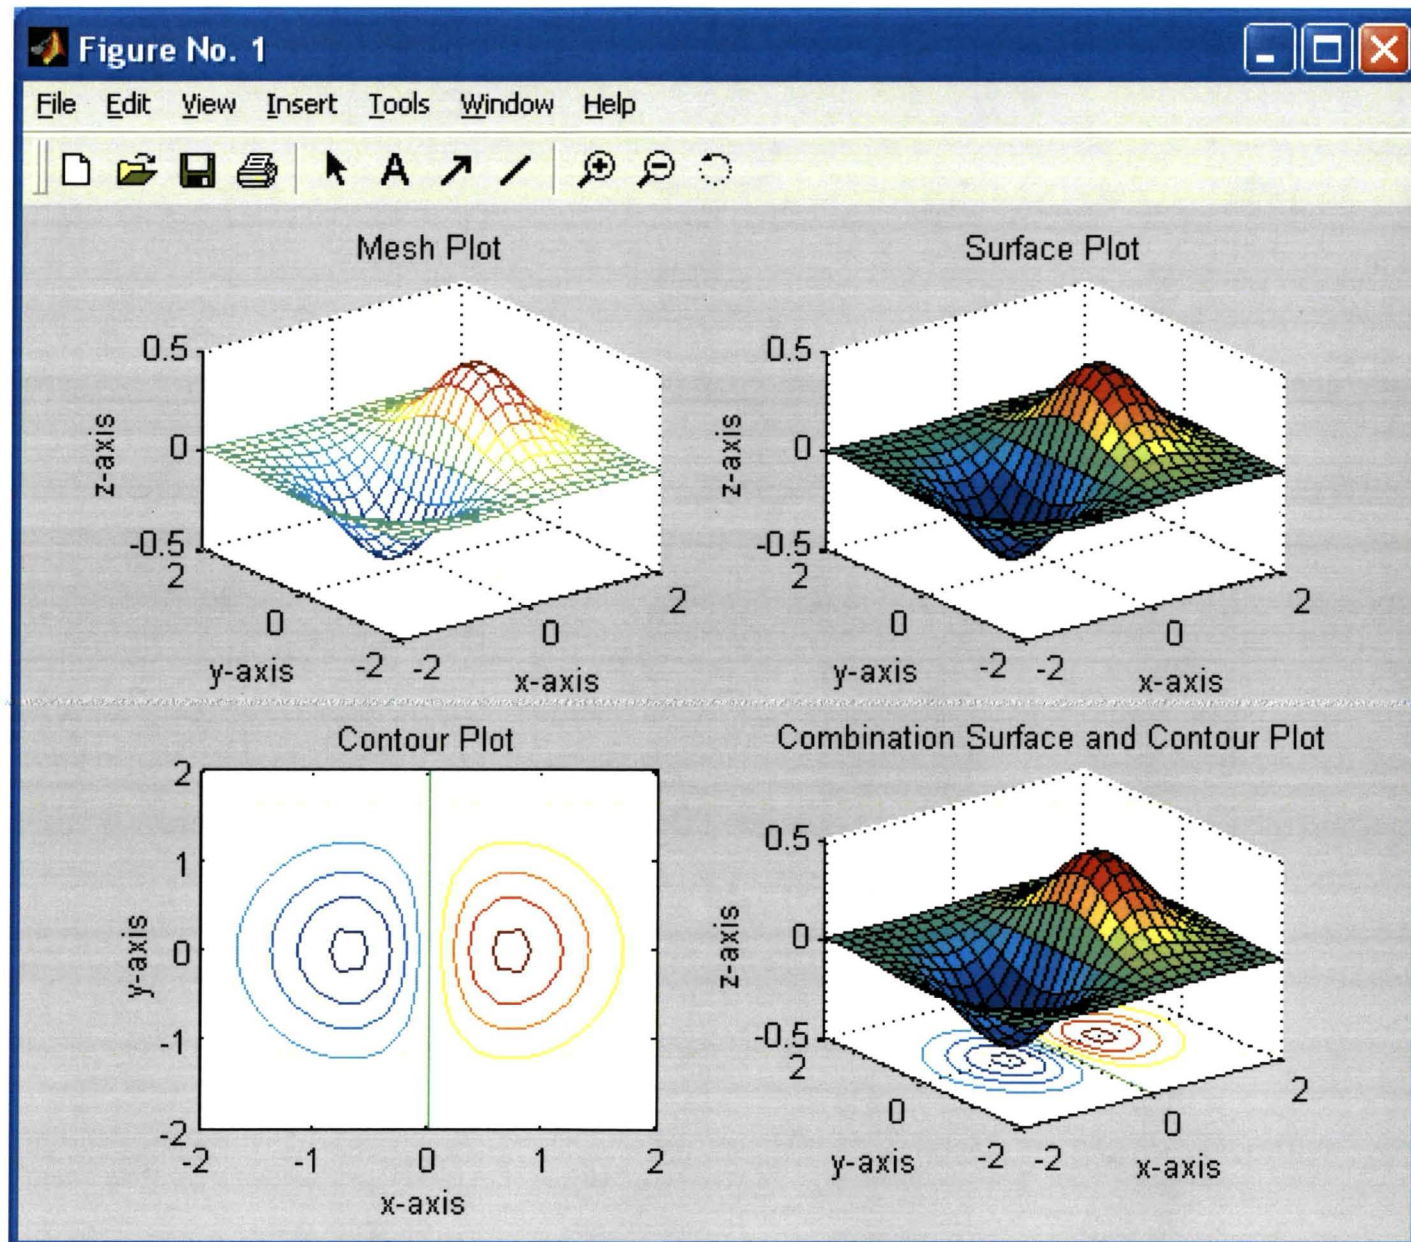 Figure No. 1
File Edit View Insert Tools Window Help
A
Mesh Plot
0.5
0
-0.5
z-axis
2
0
-2
y-axis
-2
0
2
x-axis
Surface Plot
0.5
0
-0.5
z-axis
2
0
-2
y-axis
-2
0
2
x-axis
Contour Plot
2
1
0
-1
-2
y-axis
-2 -1 0 1 2
x-axis
Combination Surface and Contour Plot
0.5
0
-0.5
z-axis
2
0
-2
y-axis
-2
0
2
x-axis